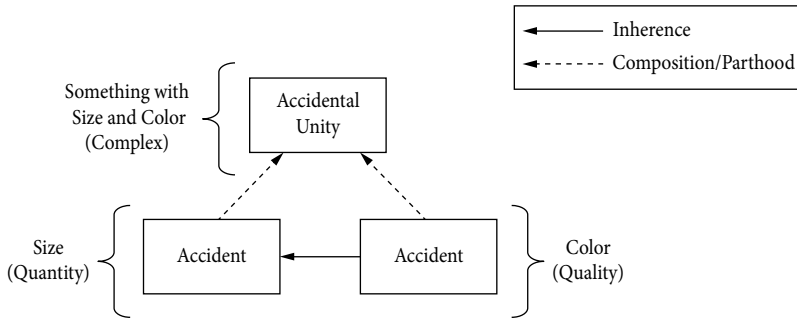 Inherence
Composition/Parthood
Something with
Size and Color
(Complex)
Accidental
Unity
Size
(Quantity)
Accident
Accident
Color
(Quality)